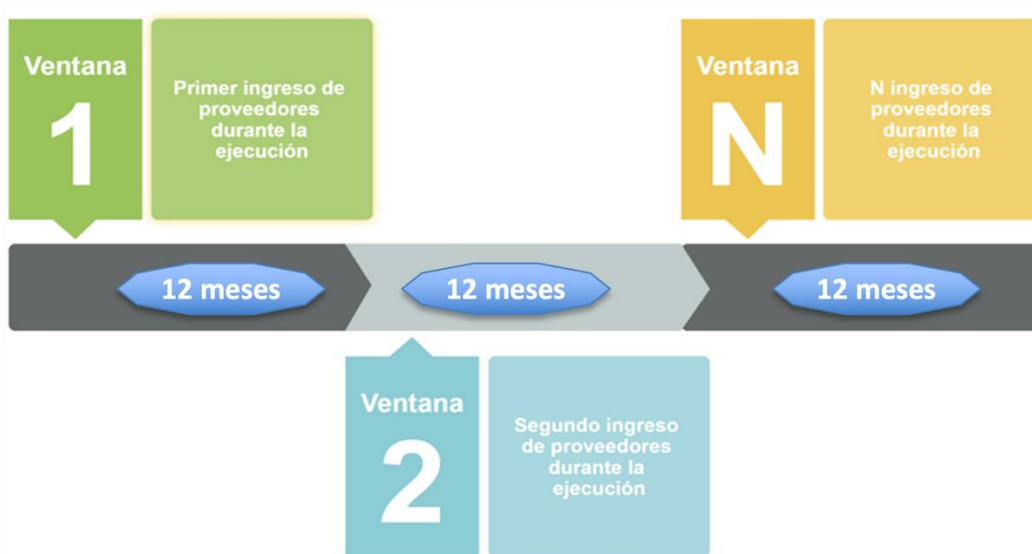 Ventana
1
Primer ingreso de
proveedores
durante la
ejecución
Ventana
N
N ingreso de
proveedores
durante la
ejecución
12 meses
12 meses
12 meses
Ventana
2
Segundo ingreso
de proveedores
durante la
ejecución